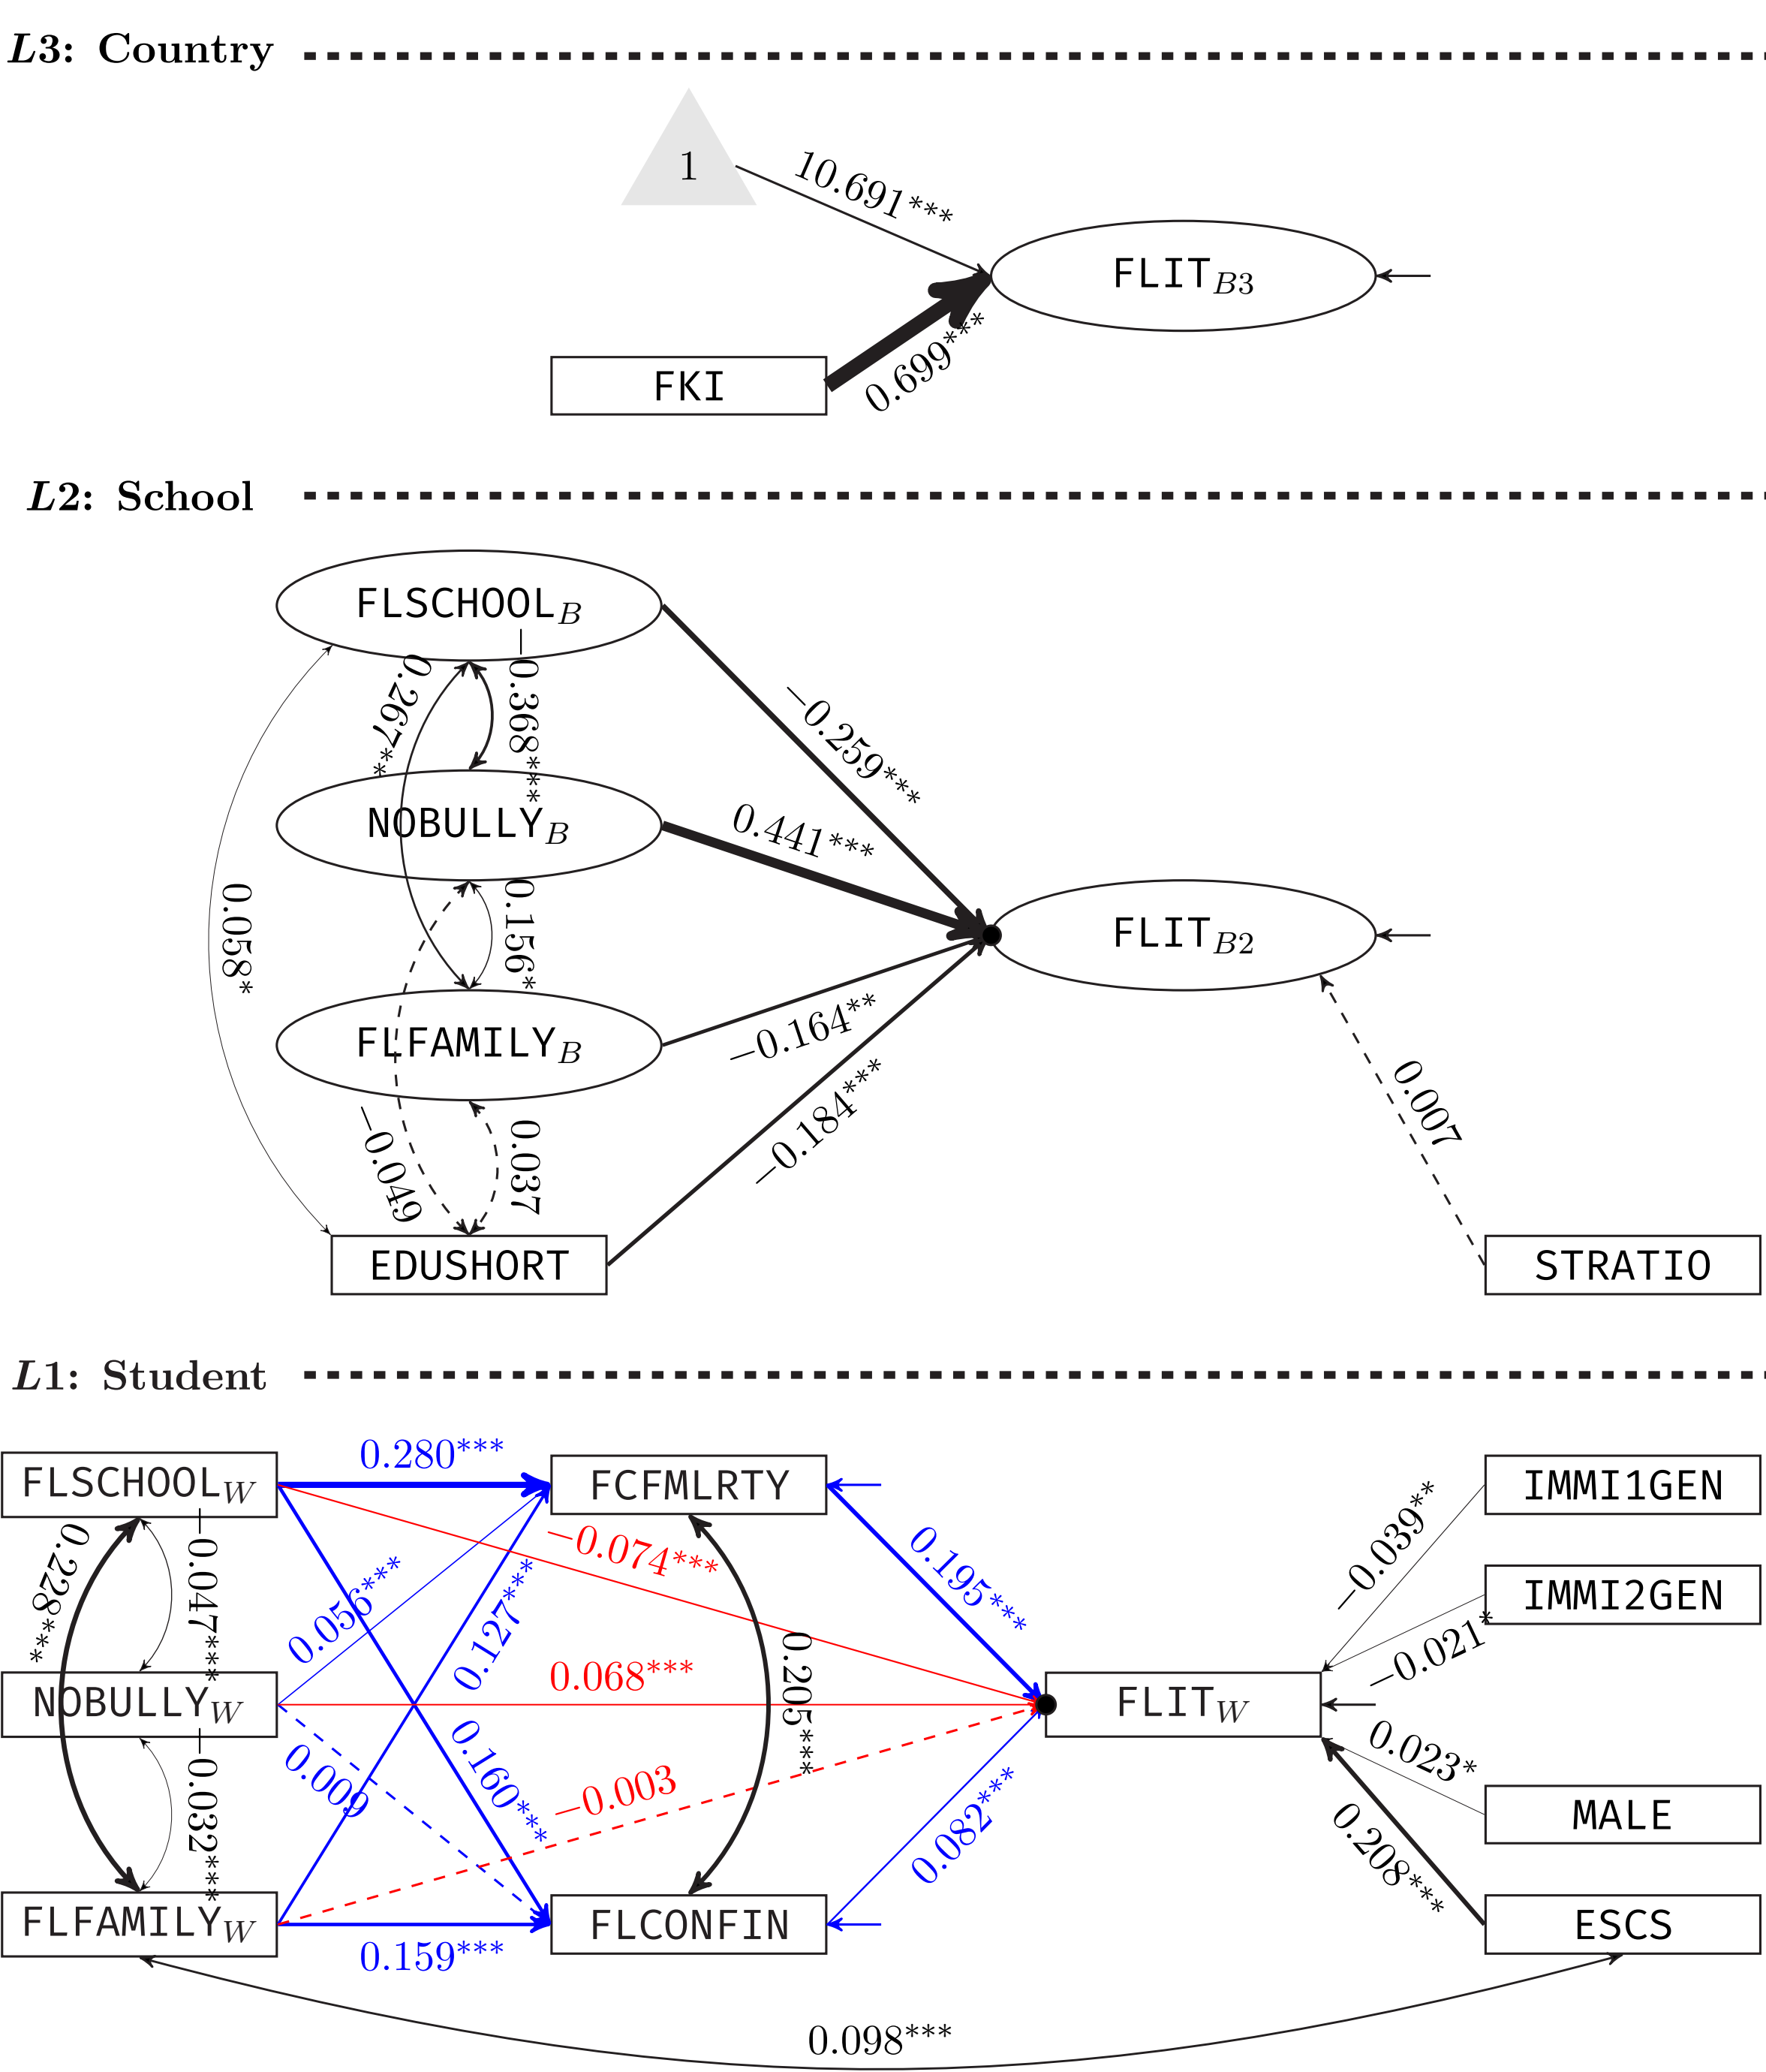 L3: Country
1
10.691***
FLIT_B3
0.699***
FKI
L2: School
FLSCHOOL_B
−0.368***
0.267**
−0.259***
NOBULLY_B
0.441***
0.156*
0.058*
FLIT_B2
−0.164**
FLFAMILY_B
−0.184***
0.007
−0.049
0.037
EDUSHORT
STRATIO
L1: Student
0.280***
FLSCHOOL_W
FCFMLRTY
IMMI1GEN
−0.047***
0.228***
0.056***
0.127***
−0.074***
0.195***
−0.039**
IMMI2GEN
−0.021*
0.068***
0.205***
NOBULLY_W
FLIT_W
−0.032***
0.009
0.160***
−0.003
0.082***
0.023*
MALE
0.208***
FLFAMILY_W
FLCONFIN
ESCS
0.159***
0.098***